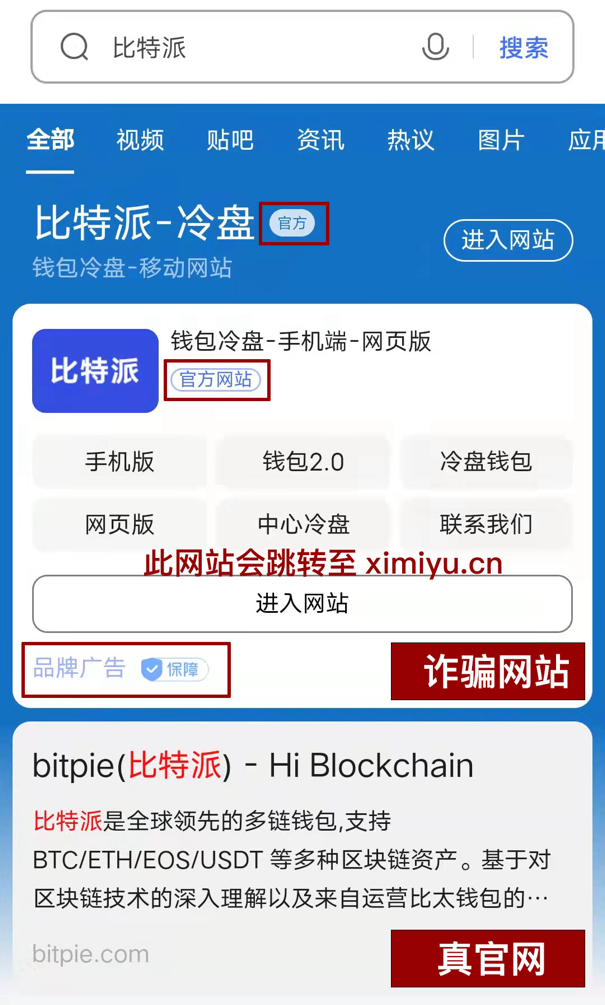 比特派
搜索
全部 视频 贴吧 资讯 热议 图片 应用
比特派-冷盘 官方
进入网站
钱包冷盘-移动网站
比特派
钱包冷盘-手机端-网页版
官方网站
手机版 钱包2.0 冷盘钱包
网页版 中心冷盘 联系我们
此网站会跳转至 ximiyu.cn
进入网站
品牌广告 保障
诈骗网站
bitpie(比特派) - Hi Blockchain
比特派是全球领先的多链钱包,支持
BTC/ETH/EOS/USDT 等多种区块链资产。基于对
区块链技术的深入理解以及来自运营比太钱包的…
bitpie.com
真官网